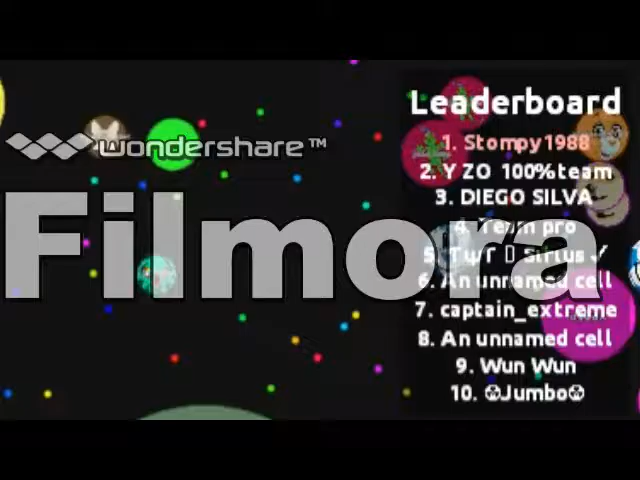 Leaderboard
1. Stompy1988
2. Y ZO 100%team
3. DIEGO SILVA
4. Team pro
5.
6. An unnamed cell
7. captain_extreme
8. An unnamed cell
9. Wun Wun
10. ☮Jumbo☮
wondershare™
Filmora